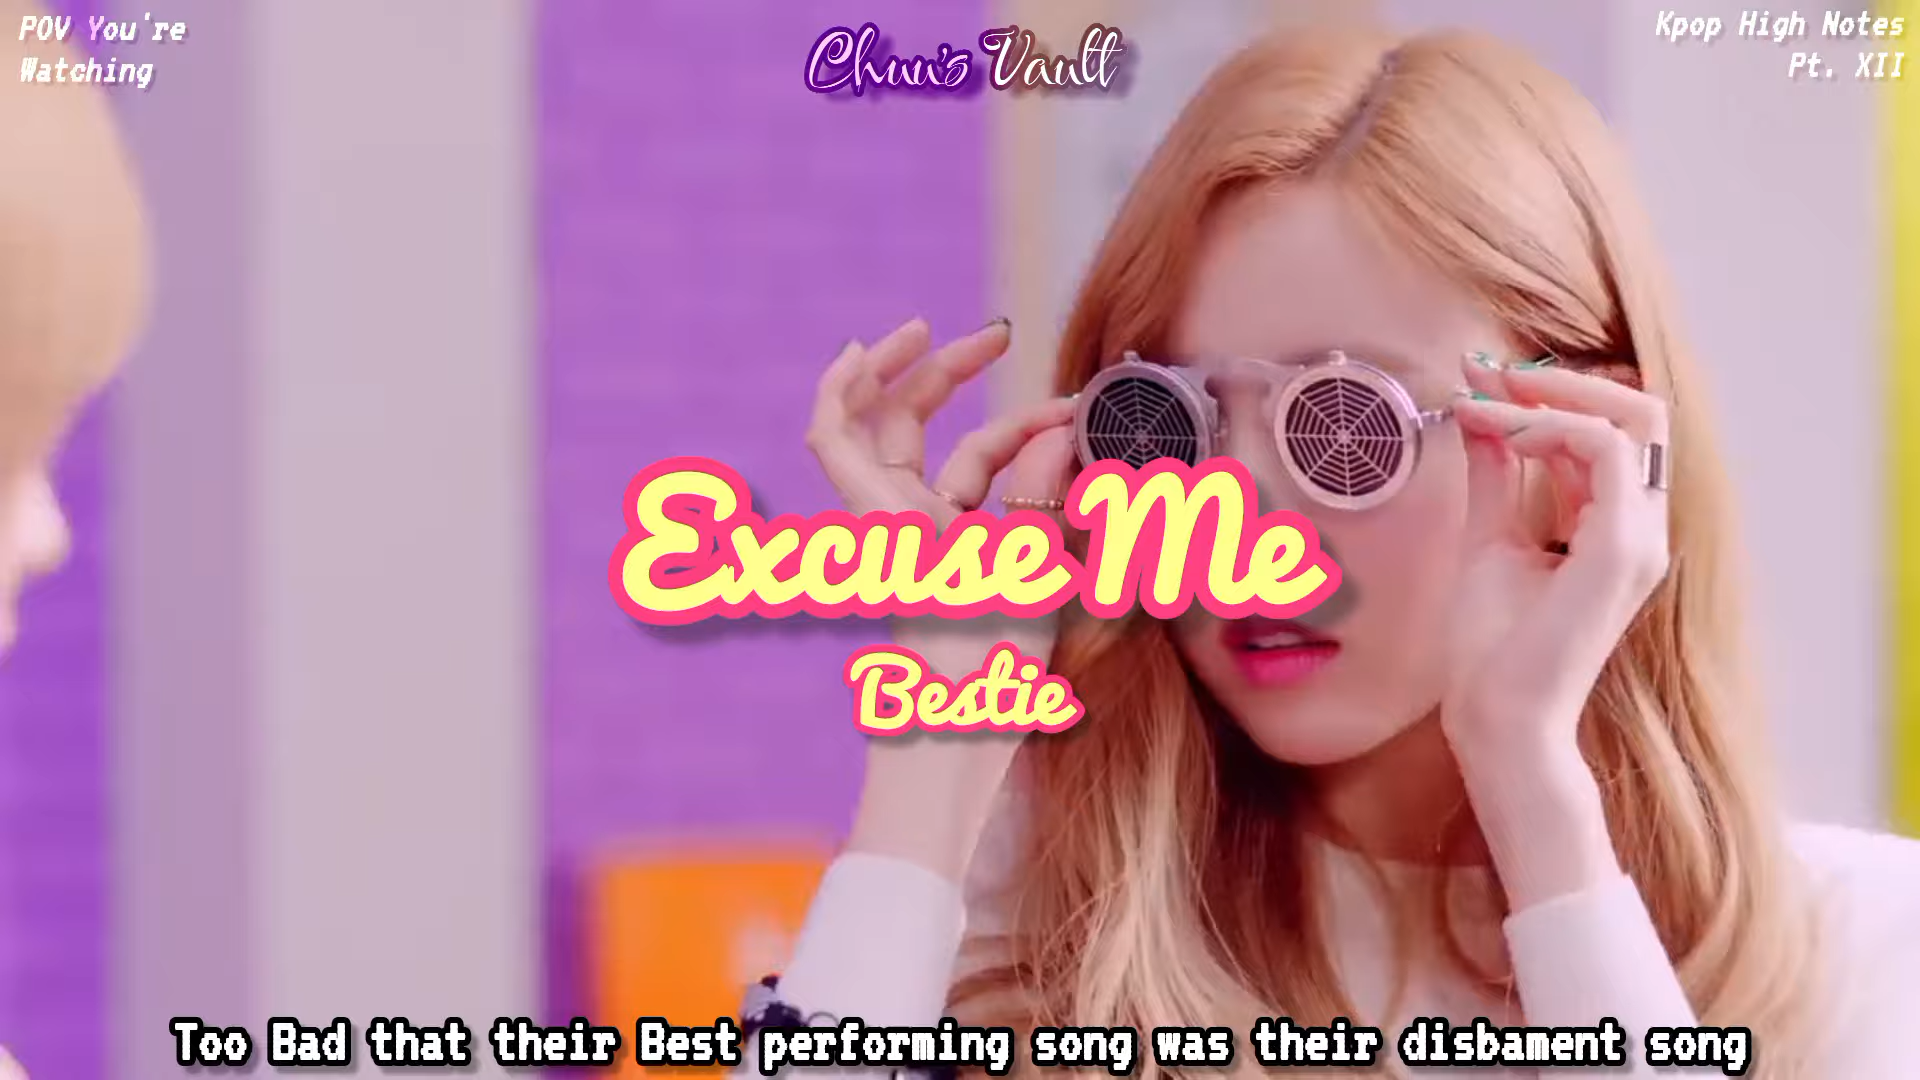 POV You're
Watching
Chuu's Vault
Kpop High Notes
Pt. XII
Excuse Me
Bestie
Too Bad that their Best performing song was their disbament song